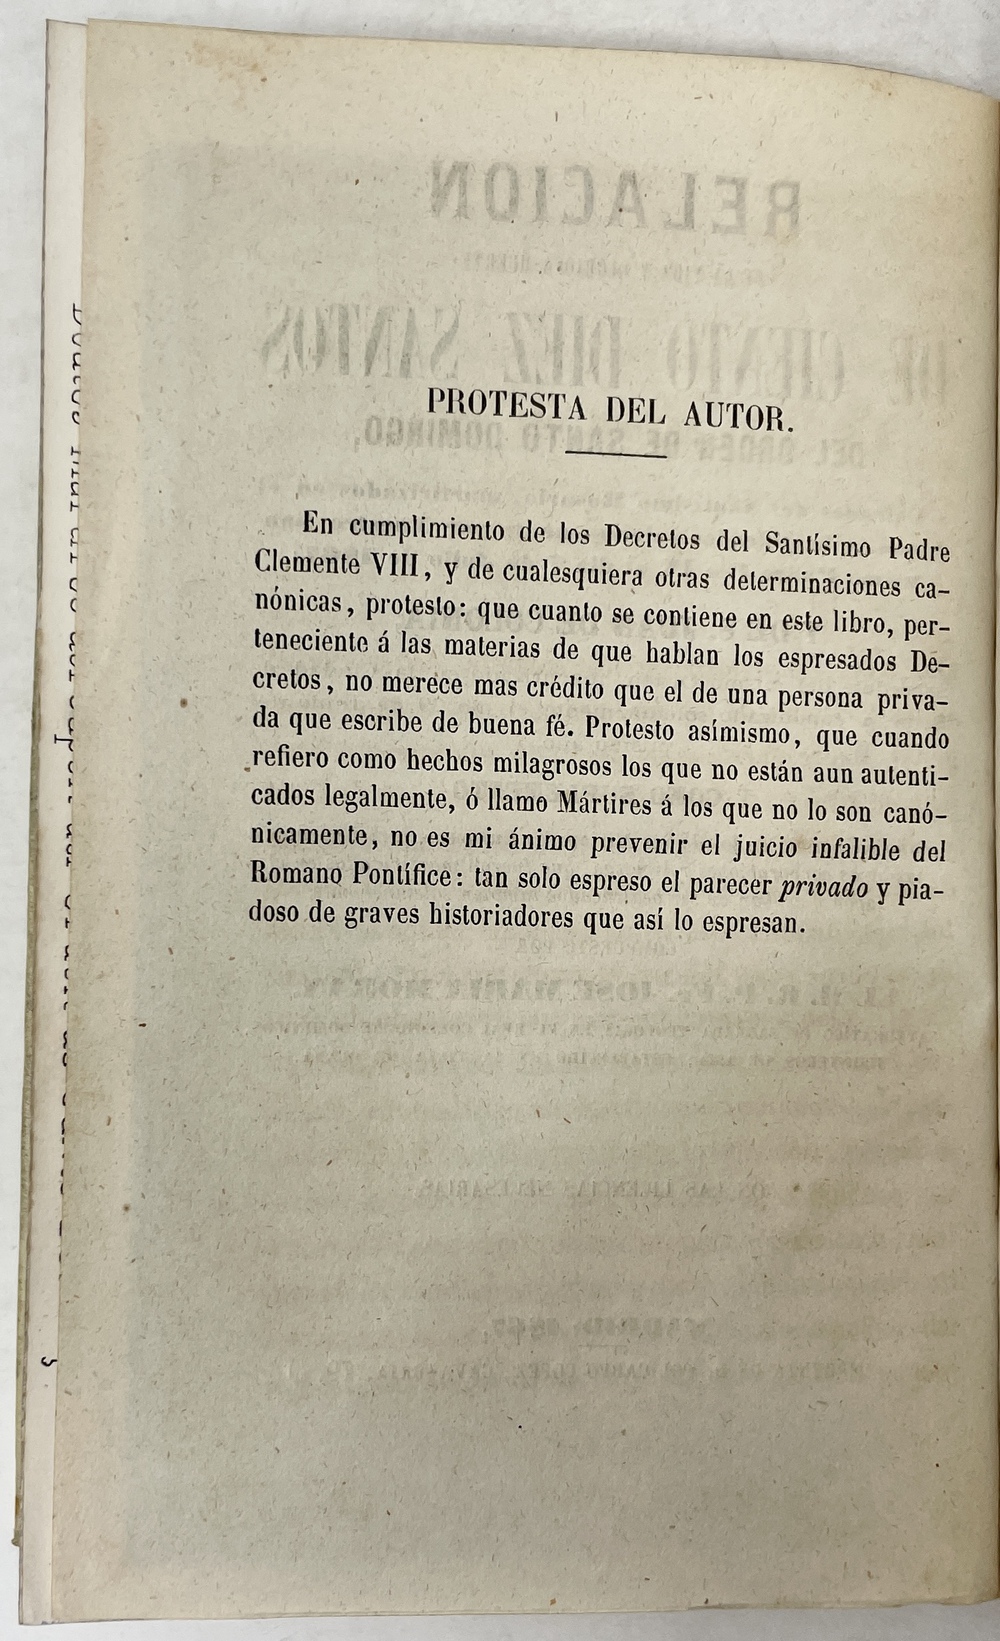 PROTESTA DEL AUTOR.
En cumplimiento de los Decretos del Santísimo Padre
Clemente VIII, y de cualesquiera otras determinaciones ca-
nónicas, protesto: que cuanto se contiene en este libro, per-
teneciente á las materias de que hablan los espresados De-
cretos, no merece mas crédito que el de una persona priva-
da que escribe de buena fé. Protesto asímismo, que cuando
refiero como hechos milagrosos los que no están aun autenti-
cados legalmente, ó llamo Mártires á los que no lo son canó-
nicamente, no es mi ánimo prevenir el juicio infalible del
Romano Pontífice: tan solo espreso el parecer privado y pia-
doso de graves historiadores que así lo espresan.